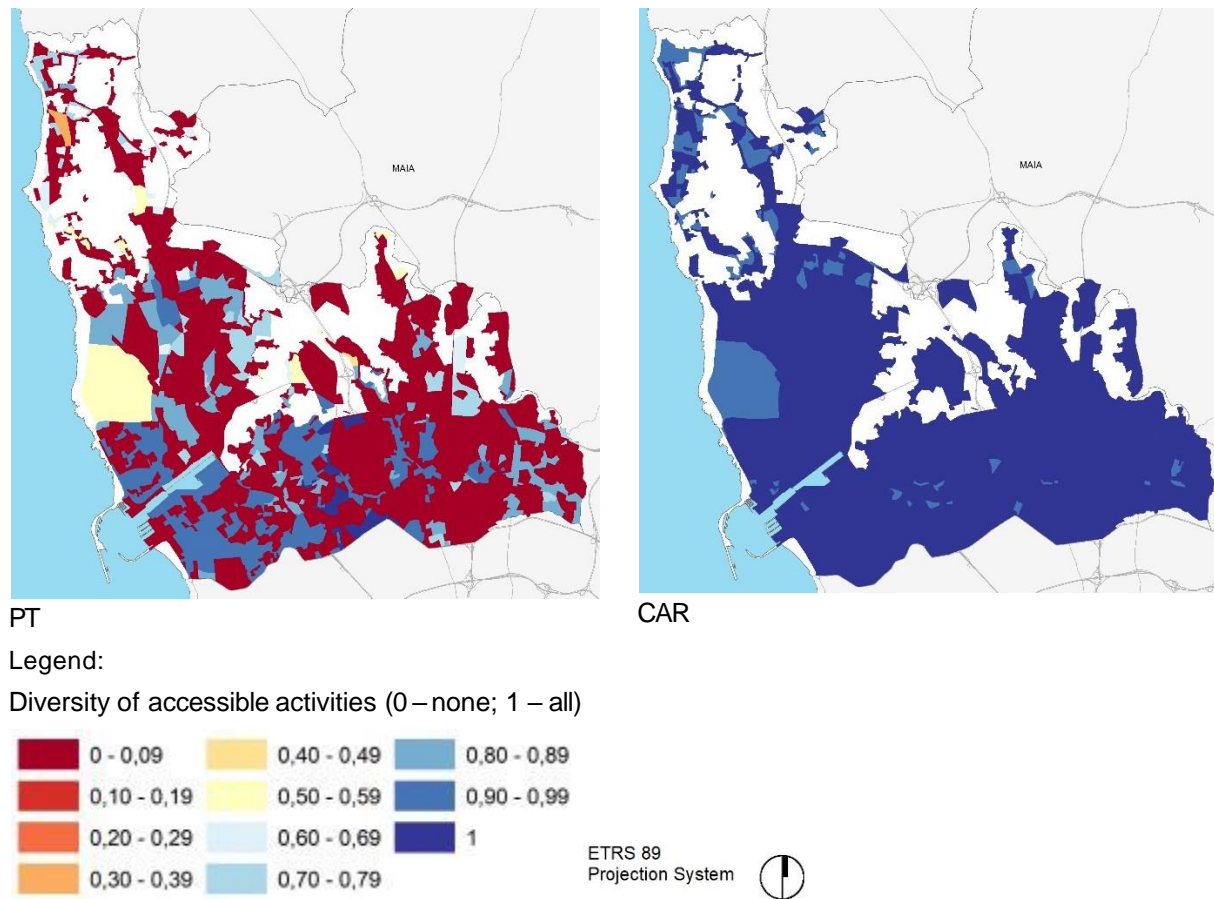 MAIA
MAIA
PT
CAR
Legend:
Diversity of accessible activities (0 – none; 1 – all)
0 - 0,09
0,10 - 0,19
0,20 - 0,29
0,30 - 0,39
0,40 - 0,49
0,50 - 0,59
0,60 - 0,69
0,70 - 0,79
0,80 - 0,89
0,90 - 0,99
1
ETRS 89
Projection System